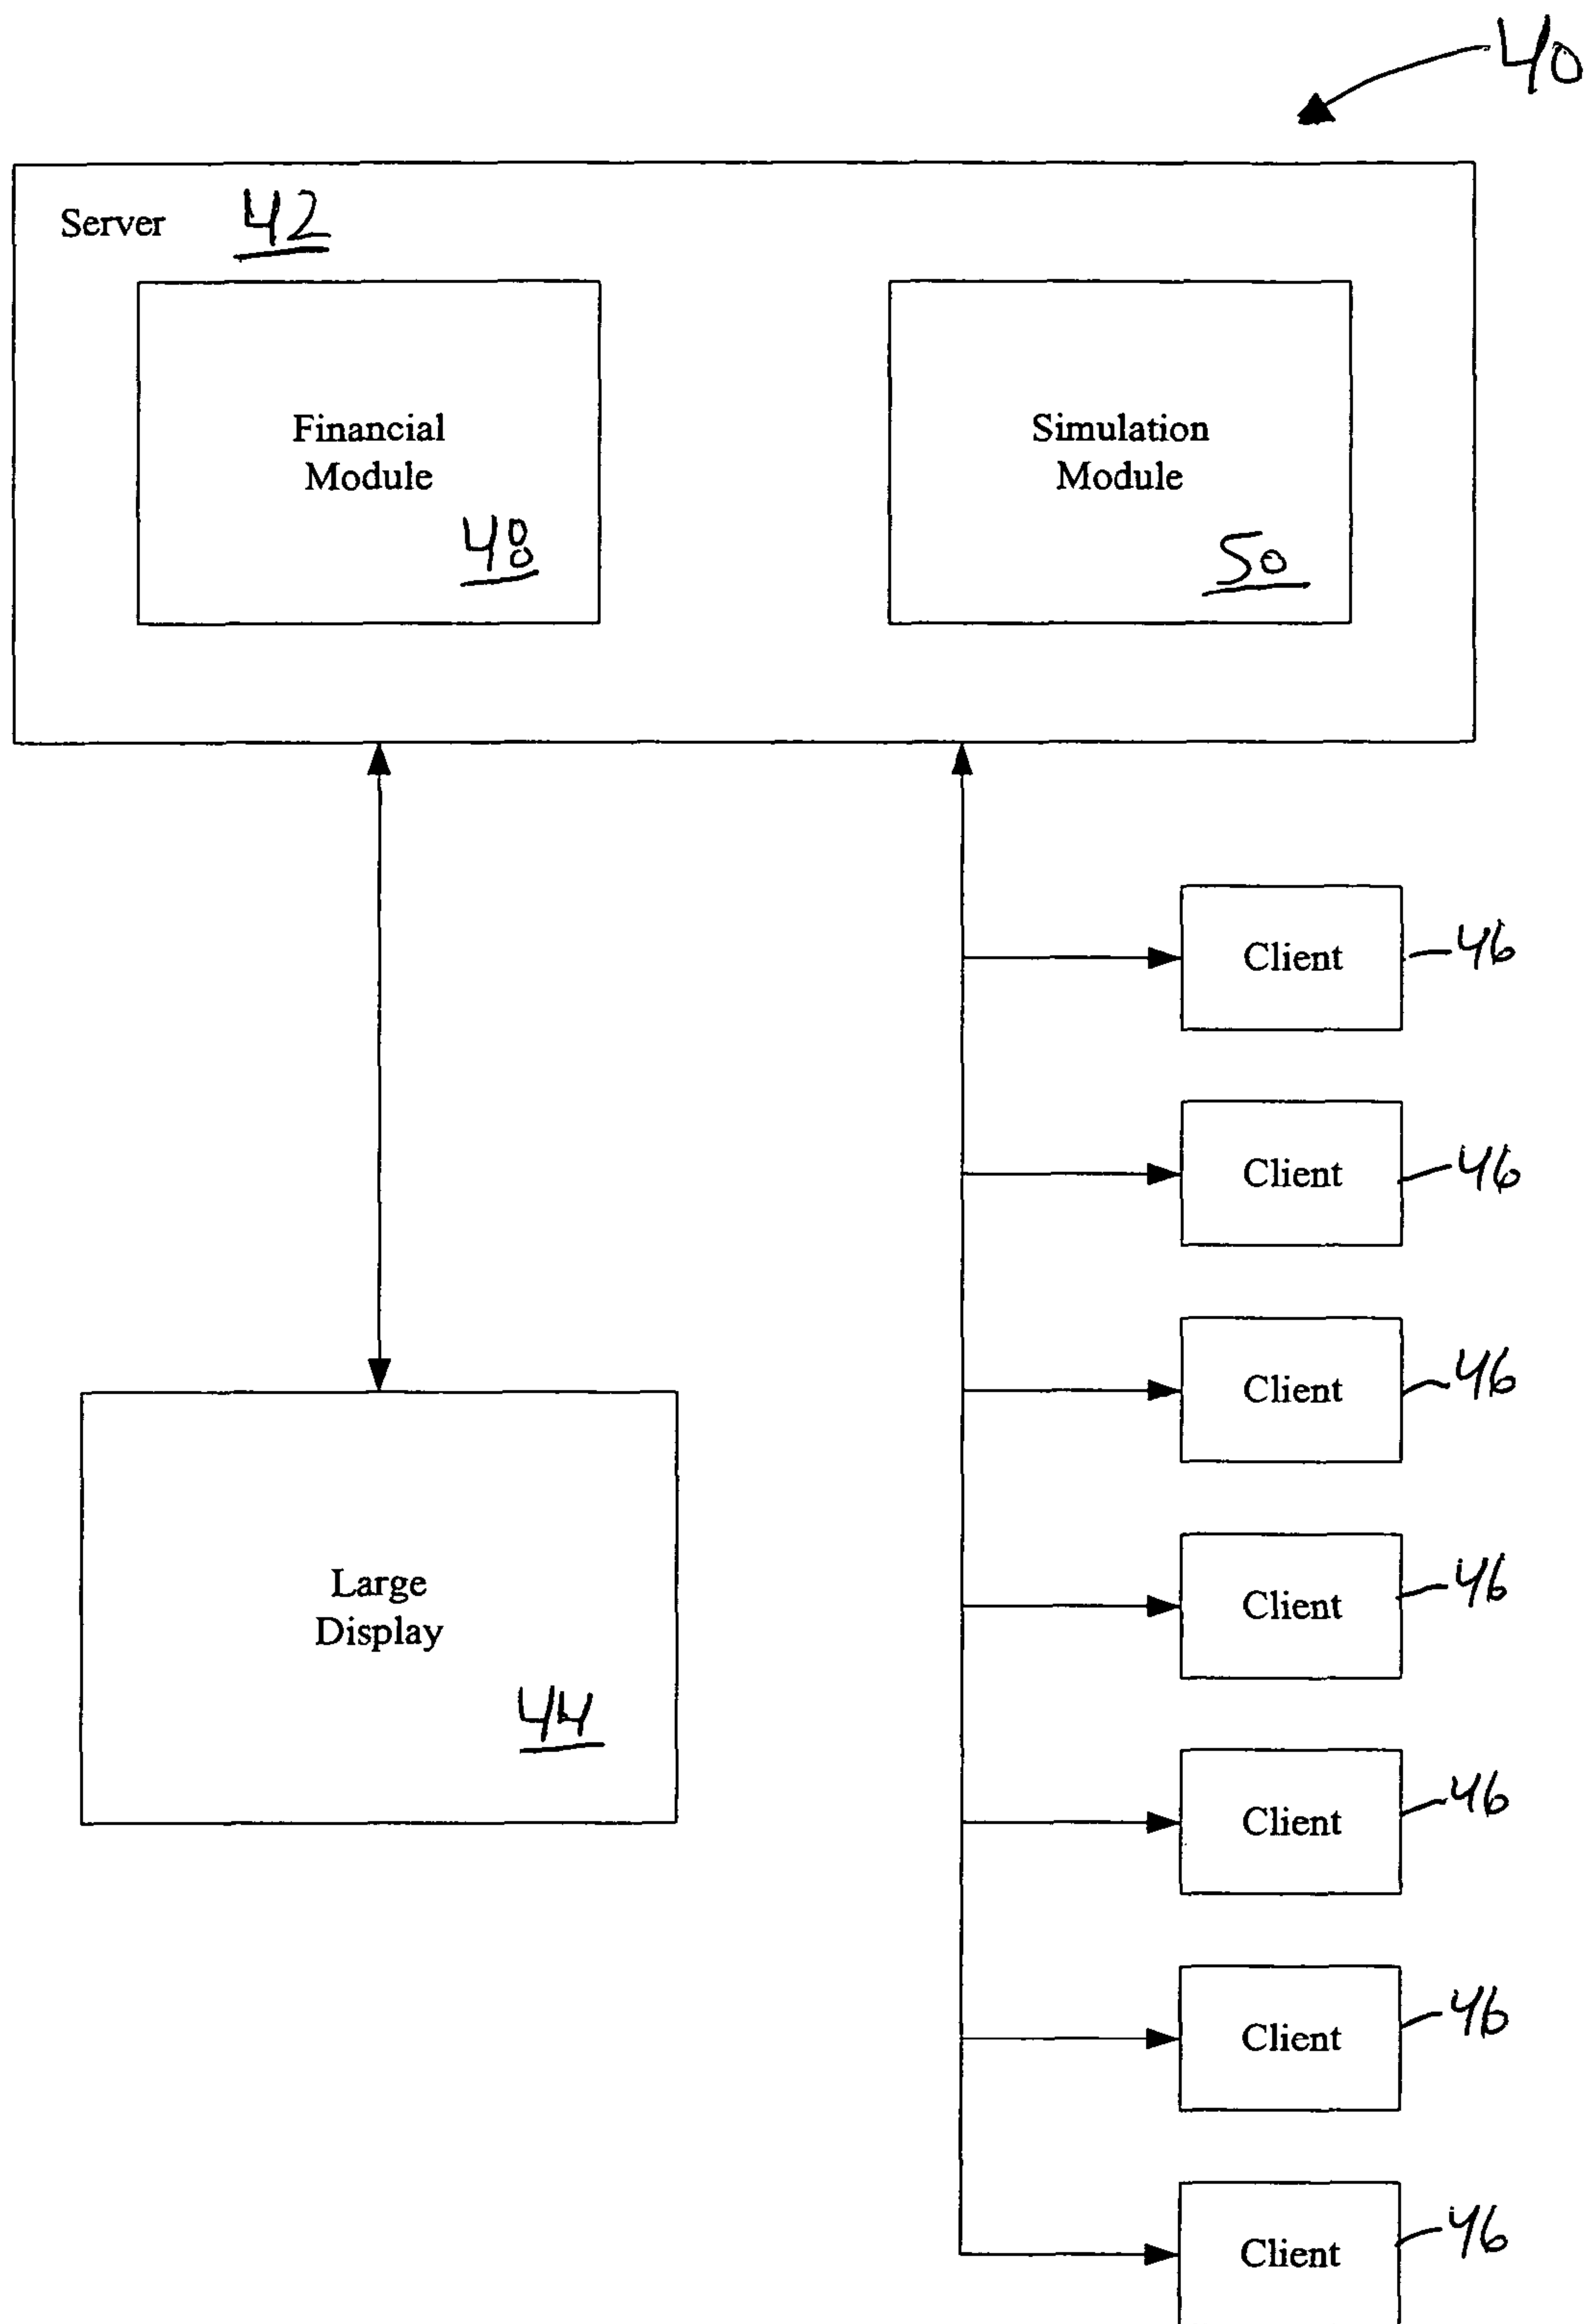 40
Server 42
Financial
Module
48
Simulation
Module
50
Client 46
Client 46
Client 46
Large
Display
44
Client 46
Client 46
Client 46
Client 46